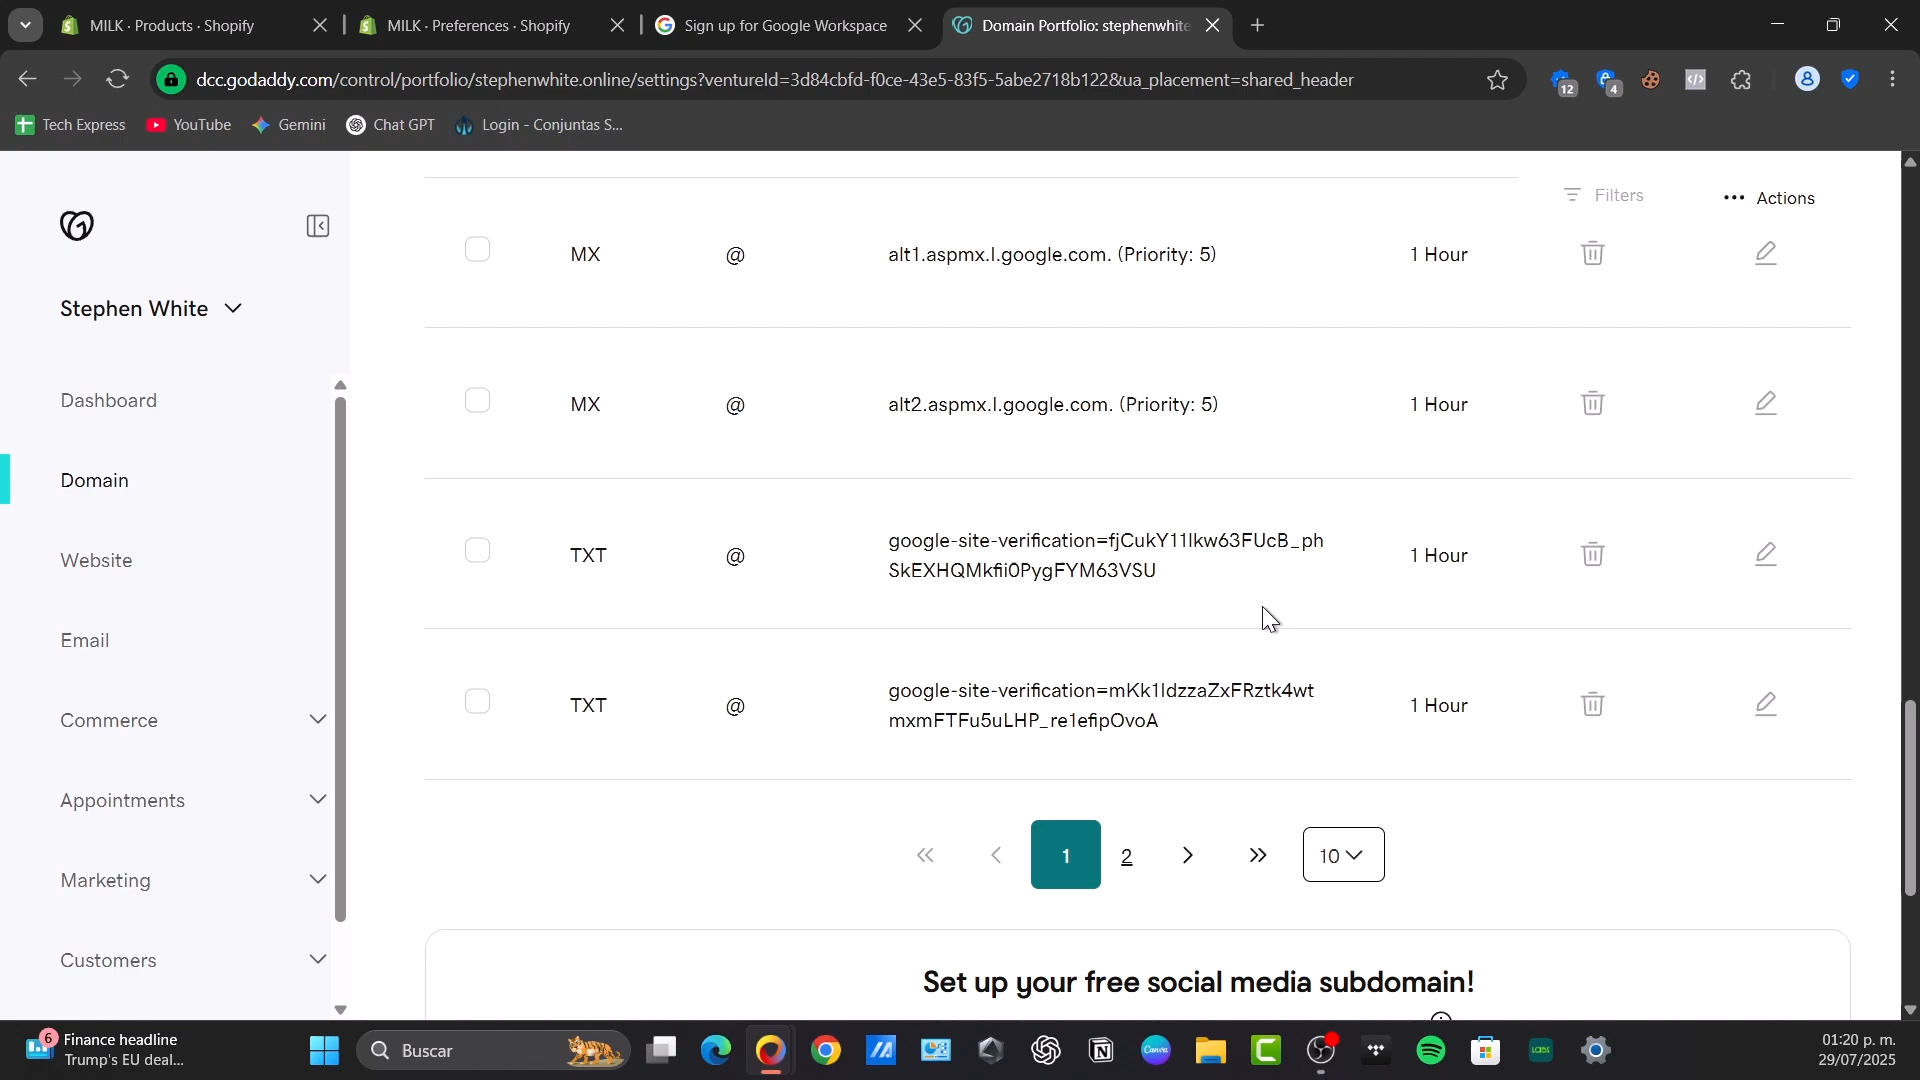 MILK · Products · Shopify
MILK · Preferences · Shopify
Sign up for Google Workspace
Domain Portfolio: stephenwhite
dcc.godaddy.com/control/portfolio/stephenwhite.online/settings?ventureId=3d84cbfd-f0ce-43e5-83f5-5abe2718b122&ua_placement=shared_header
12
4
Tech Express
YouTube
Gemini
Chat GPT
Login - Conjuntas S...
Filters
Actions
Stephen White
Dashboard
Domain
Website
Email
Commerce
Appointments
Marketing
Customers
MX @ alt1.aspmx.l.google.com. (Priority: 5) 1 Hour
MX @ alt2.aspmx.l.google.com. (Priority: 5) 1 Hour
TXT @ google-site-verification=fjCukY11lkw63FUcB_ph 1 Hour
SkEXHQMkfii0PygFYM63VSU
TXT @ google-site-verification=mKk1ldzzaZxFRztk4wt 1 Hour
mxmFTFu5uLHP_re1efipOvoA
1 2 10
Set up your free social media subdomain!
6
Finance headline
Trump's EU deal...
Buscar
Canva
LABS
01:20 p. m.
29/07/2025